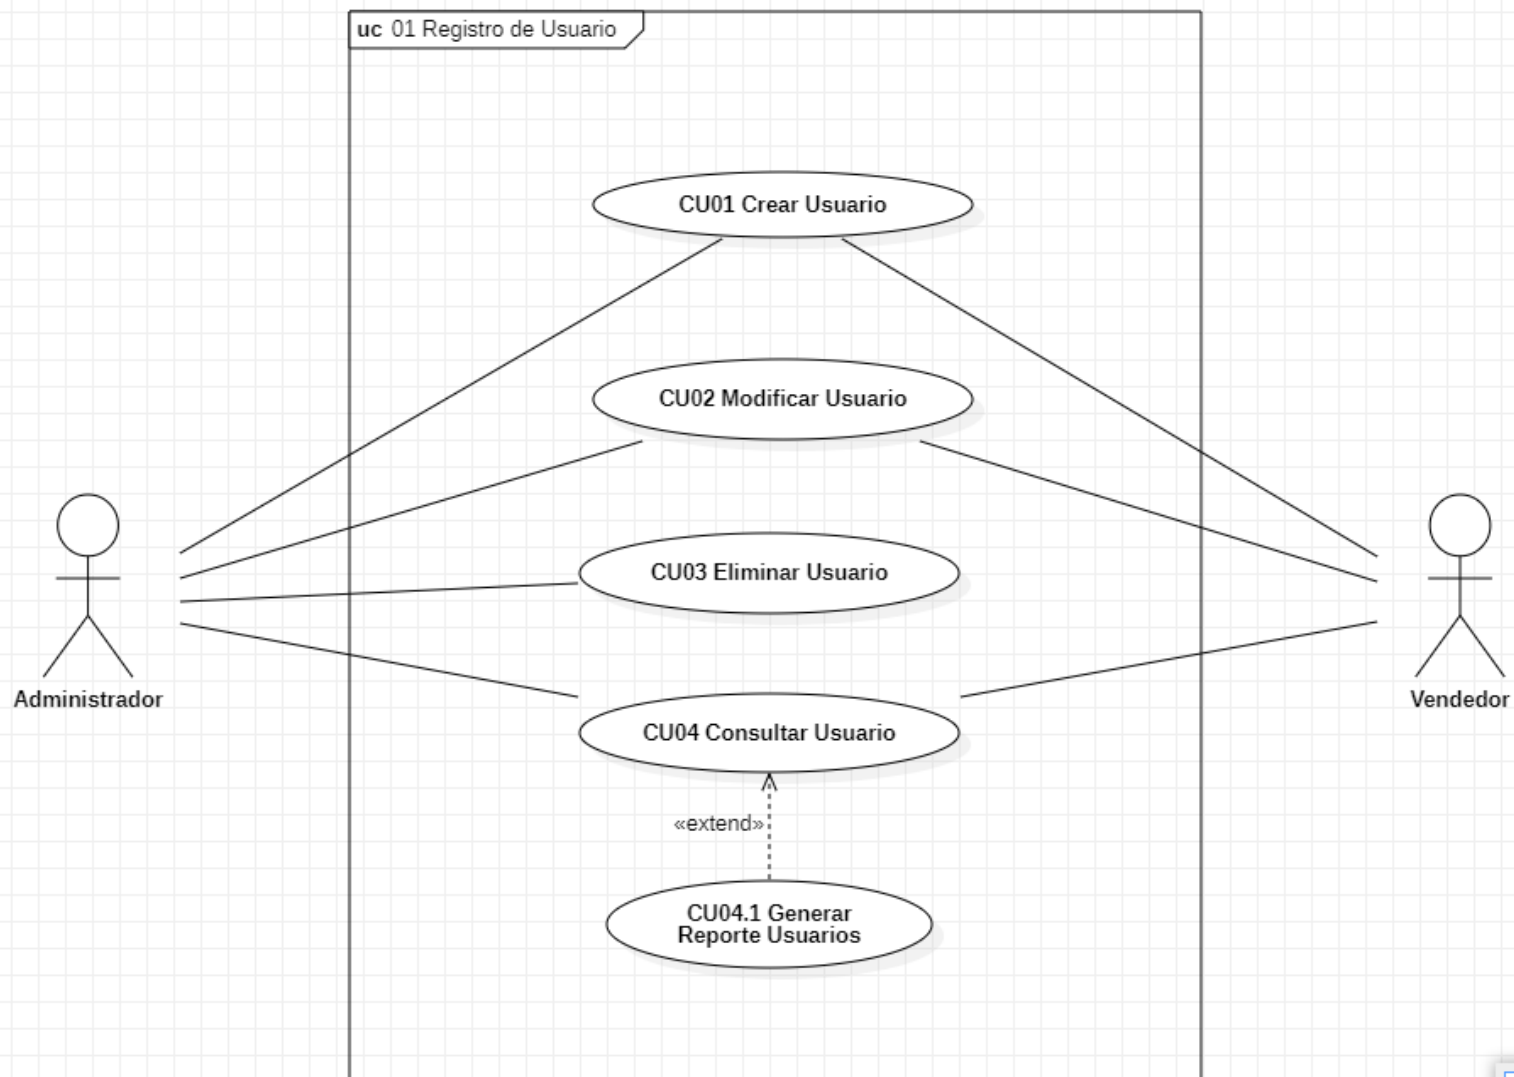 uc 01 Registro de Usuario
CU01 Crear Usuario
CU02 Modificar Usuario
CU03 Eliminar Usuario
Administrador
Vendedor
CU04 Consultar Usuario
«extend»
CU04.1 Generar
Reporte Usuarios